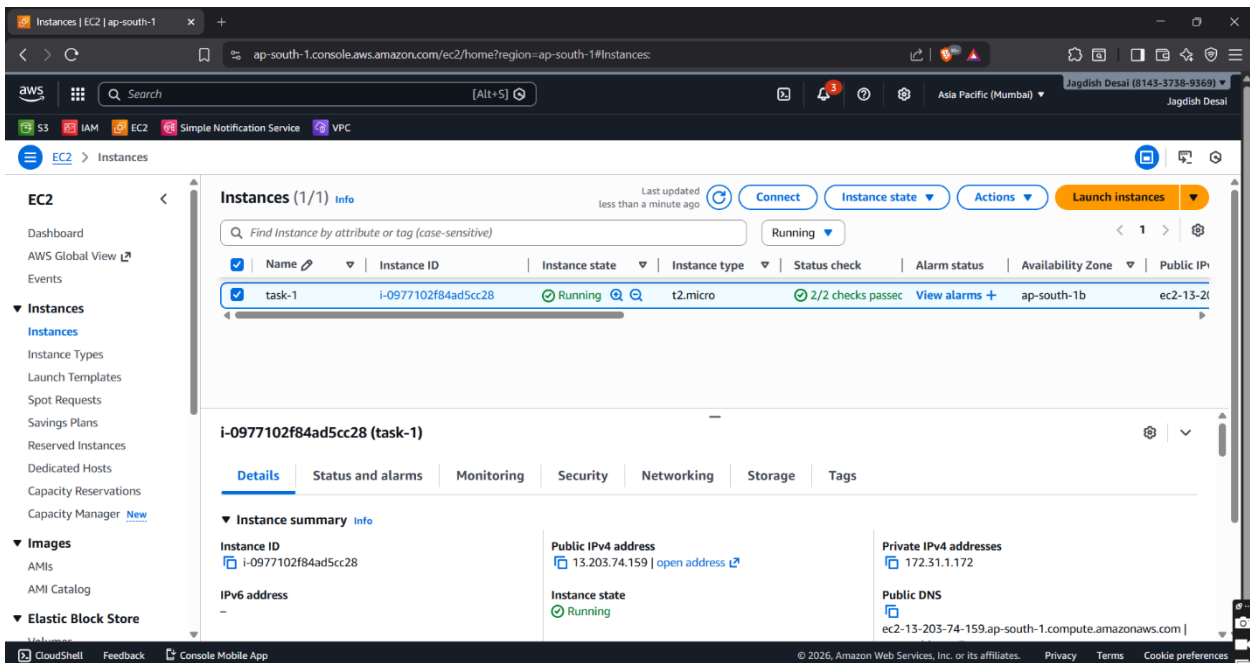 Instances | EC2 | ap-south-1
ap-south-1.console.aws.amazon.com/ec2/home?region=ap-south-1#Instances:
aws
Search [Alt+S]
3
Asia Pacific (Mumbai)
Jagdish Desai (8143-3738-9369)
Jagdish Desai
S3 IAM EC2 Simple Notification Service VPC
EC2 > Instances
EC2
Dashboard
AWS Global View
Events
Instances
Instances
Instance Types
Launch Templates
Spot Requests
Savings Plans
Reserved Instances
Dedicated Hosts
Capacity Reservations
Capacity Manager New
Images
AMIs
AMI Catalog
Elastic Block Store
Volumes
Instances (1/1) Info
Last updated
less than a minute ago
Connect Instance state Actions Launch instances
Find Instance by attribute or tag (case-sensitive)
Running
1
Name Instance ID Instance state Instance type Status check Alarm status Availability Zone Public IPv
task-1 i-0977102f84ad5cc28 Running t2.micro 2/2 checks passec View alarms + ap-south-1b ec2-13-20
i-0977102f84ad5cc28 (task-1)
Details Status and alarms Monitoring Security Networking Storage Tags
Instance summary Info
Instance ID
i-0977102f84ad5cc28
Public IPv4 address
13.203.74.159 | open address
Private IPv4 addresses
172.31.1.172
IPv6 address
–
Instance state
Running
Public DNS
ec2-13-203-74-159.ap-south-1.compute.amazonaws.com |
CloudShell Feedback Console Mobile App
© 2026, Amazon Web Services, Inc. or its affiliates. Privacy Terms Cookie preferences